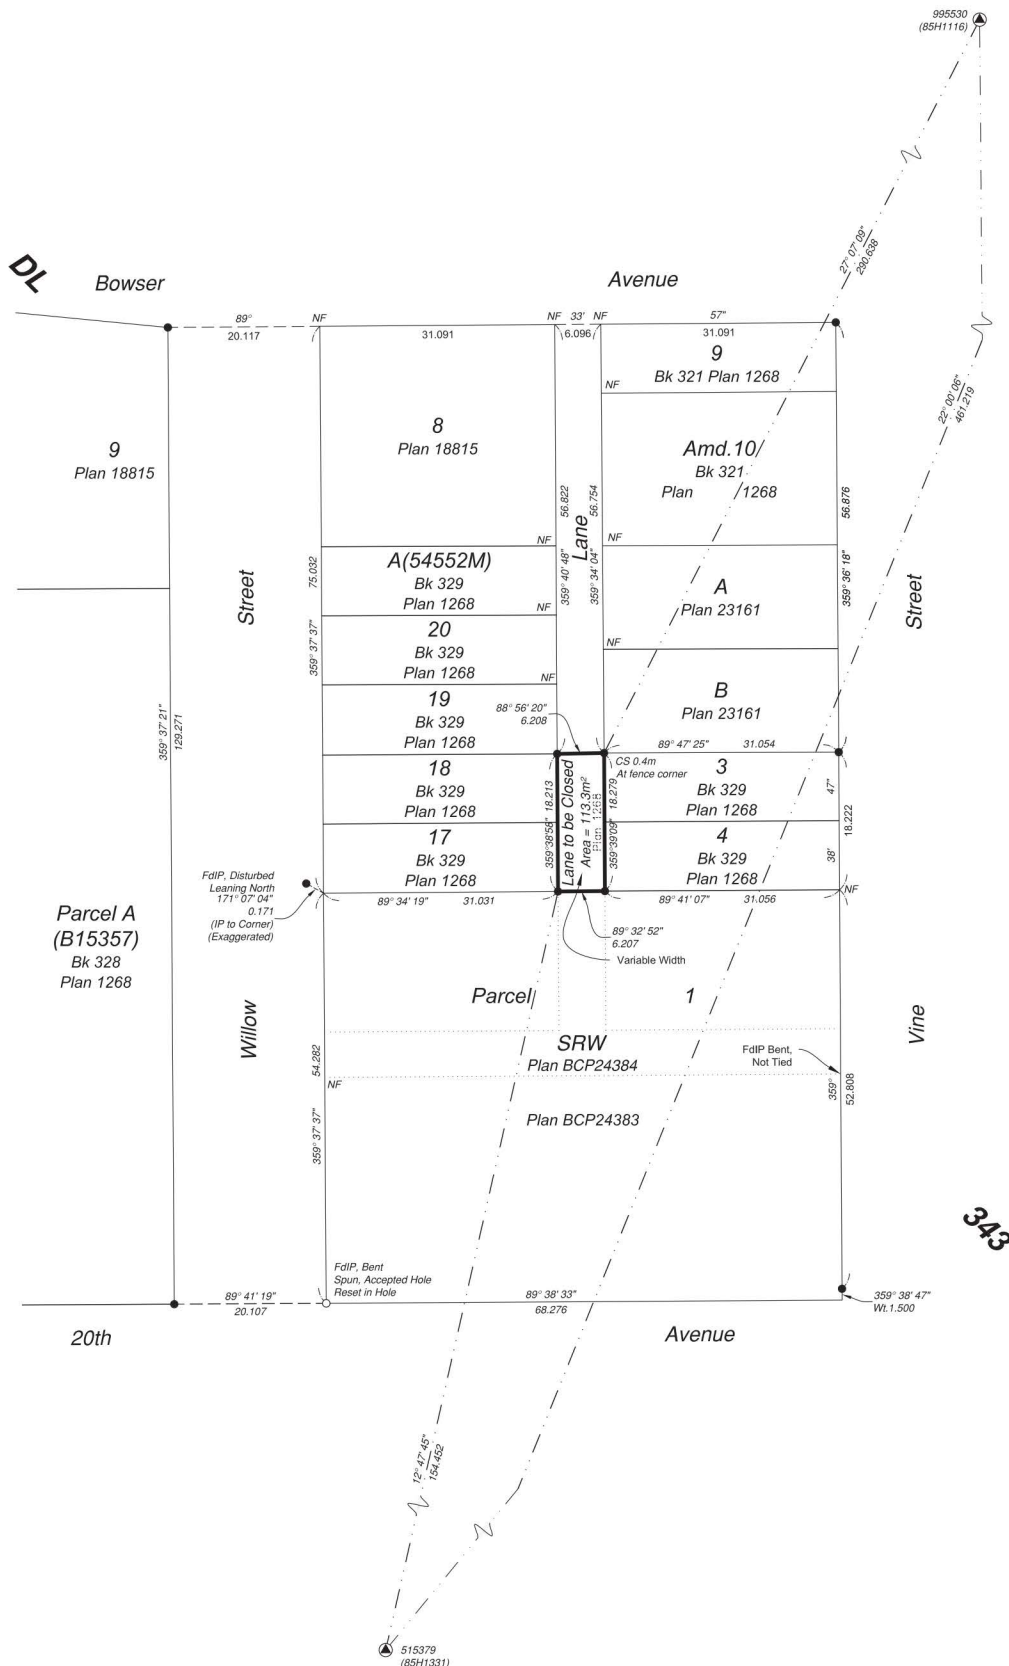 995530
(85H1116)
27° 07' 09"
290.638
DL
Bowser
Avenue
22° 00' 06"
461.219
89°
20.117
NF
31.091
NF
33'
6.096
NF
57"
31.091
9
Bk 321 Plan 1268
NF
8
Plan 18815
9
Plan 18815
Amd.10
Bk 321
Plan 1268
56.822
56.754
56.876
Lane
NF
NF
A(54552M)
Bk 329
Plan 1268
359° 40' 48"
359° 34' 04"
359° 36' 18"
75.032
Street
Street
A
Plan 23161
NF
20
Bk 329
Plan 1268
359° 37' 37"
NF
NF
19
Bk 329
Plan 1268
88° 56' 20"
6.208
B
Plan 23161
359° 37' 21"
129.271
89° 47' 25" 31.054
CS 0.4m
At fence corner
18
Bk 329
Plan 1268
359°38'58" 18.213
Lane to be Closed
Area = 113.3m²
Plan 1268
359°39'09" 18.279
3
Bk 329
Plan 1268
47"
18.222
38'
17
Bk 329
Plan 1268
4
Bk 329
Plan 1268
FdIP, Disturbed
Leaning North
171° 07' 04"
0.171
(IP to Corner)
(Exaggerated)
89° 34' 19" 31.031
89° 41' 07" 31.056
NF
Parcel A
(B15357)
Bk 328
Plan 1268
89° 32' 52"
6.207
Variable Width
Parcel 1
Willow
Vine
SRW
Plan BCP24384
FdIP Bent,
Not Tied
54.282
NF
359°
52.808
Plan BCP24383
359° 37' 37"
343
FdIP, Bent
Spun, Accepted Hole
Reset in Hole
89° 41' 19"
20.107
89° 38' 33"
68.276
359° 38' 47"
Wt.1.500
20th
Avenue
12° 47' 45"
154.452
515379
(85H1331)